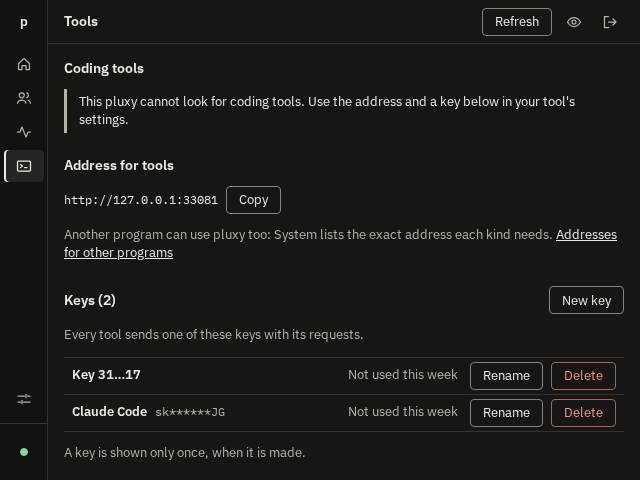 p
Tools
Refresh
Coding tools
This pluxy cannot look for coding tools. Use the address and a key below in your tool's
settings.
Address for tools
http://127.0.0.1:33081
Copy
Another program can use pluxy too: System lists the exact address each kind needs. Addresses
for other programs
Keys (2)
New key
Every tool sends one of these keys with its requests.
Key 31…17
Not used this week
Rename
Delete
Claude Code sk******JG
Not used this week
Rename
Delete
A key is shown only once, when it is made.